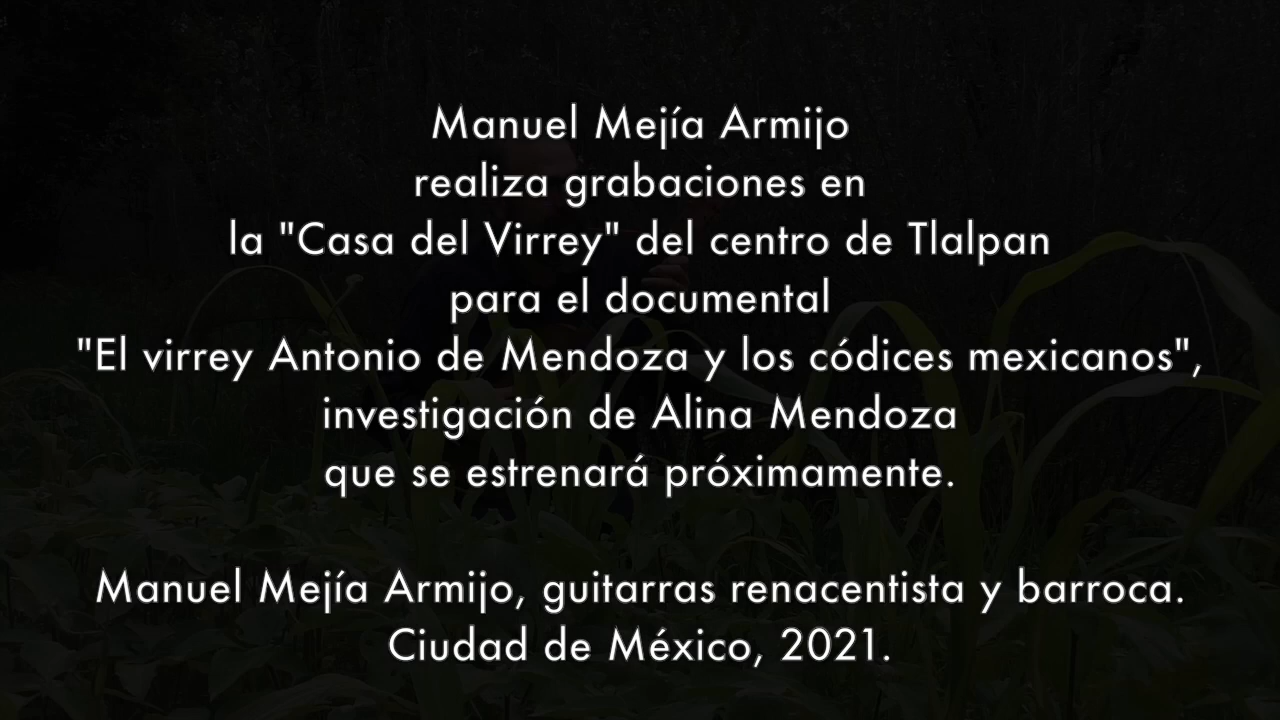 Manuel Mejía Armijo
realiza grabaciones en
la "Casa del Virrey" del centro de Tlalpan
para el documental
"El virrey Antonio de Mendoza y los códices mexicanos",
investigación de Alina Mendoza
que se estrenará próximamente.
Manuel Mejía Armijo, guitarras renacentista y barroca.
Ciudad de México, 2021.